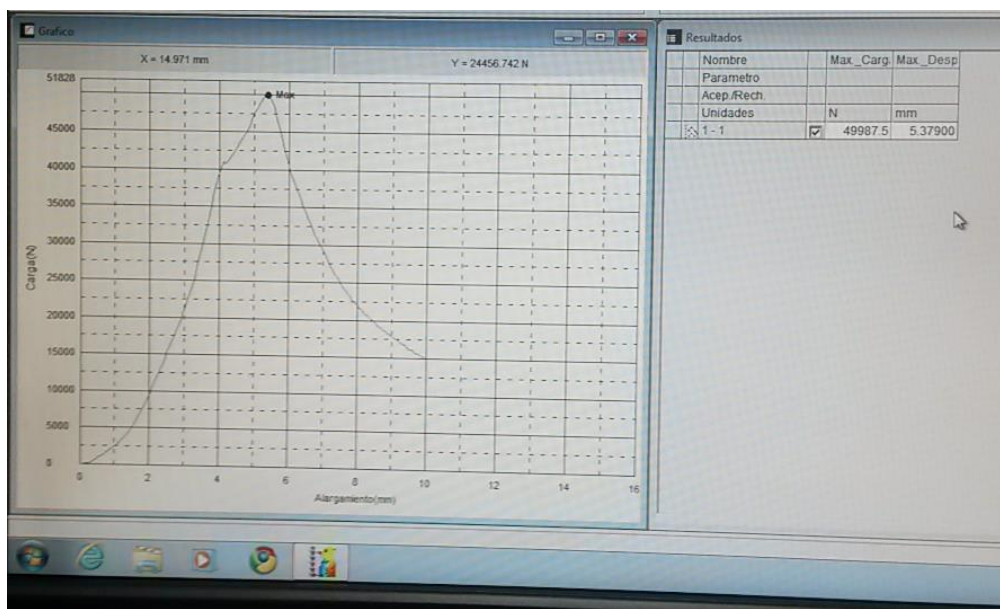 Grafico
X = 14.971 mm
Y = 24456.742 N
51828
45000
40000
35000
30000
25000
20000
15000
10000
5000
0
Carga(N)
Max
0 2 4 6 8 10 12 14 16
Alargamiento(mm)
Resultados
Nombre Max._Carg. Max._Desp
Parametro
Acep./Rech.
Unidades N mm
1 - 1 49987.5 5.37900